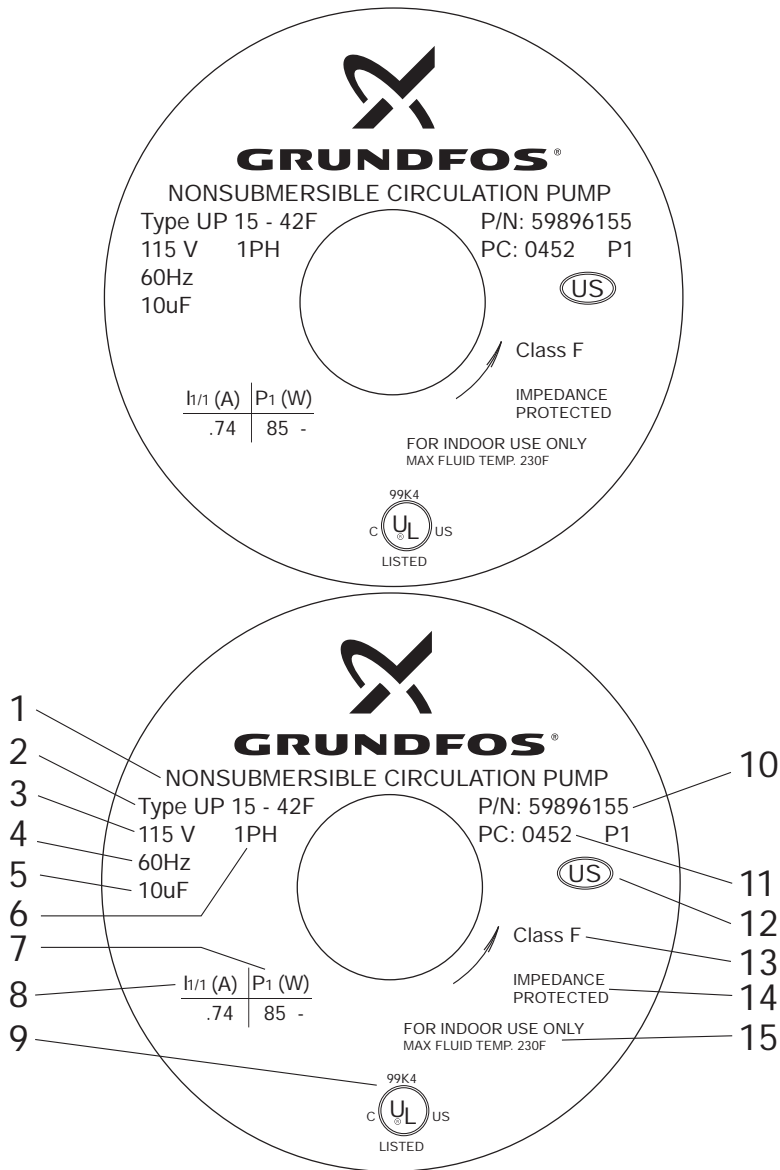 GRUNDFOS®
NONSUBMERSIBLE CIRCULATION PUMP
Type UP 15 - 42F P/N: 59896155
115 V 1PH PC: 0452 P1
60Hz
10uF
US
Class F
I1/1 (A) P1 (W)
.74 85 -
IMPEDANCE
PROTECTED
FOR INDOOR USE ONLY
MAX FLUID TEMP. 230F
99K4
C UL® US
LISTED
GRUNDFOS®
1
NONSUBMERSIBLE CIRCULATION PUMP
2
Type UP 15 - 42F P/N: 59896155
10
3
115 V 1PH PC: 0452 P1
4
60Hz
11
5
10uF
US
6
12
7
Class F
13
8
I1/1 (A) P1 (W)
.74 85 -
IMPEDANCE
PROTECTED
14
9
FOR INDOOR USE ONLY
MAX FLUID TEMP. 230F
15
99K4
C UL® US
LISTED